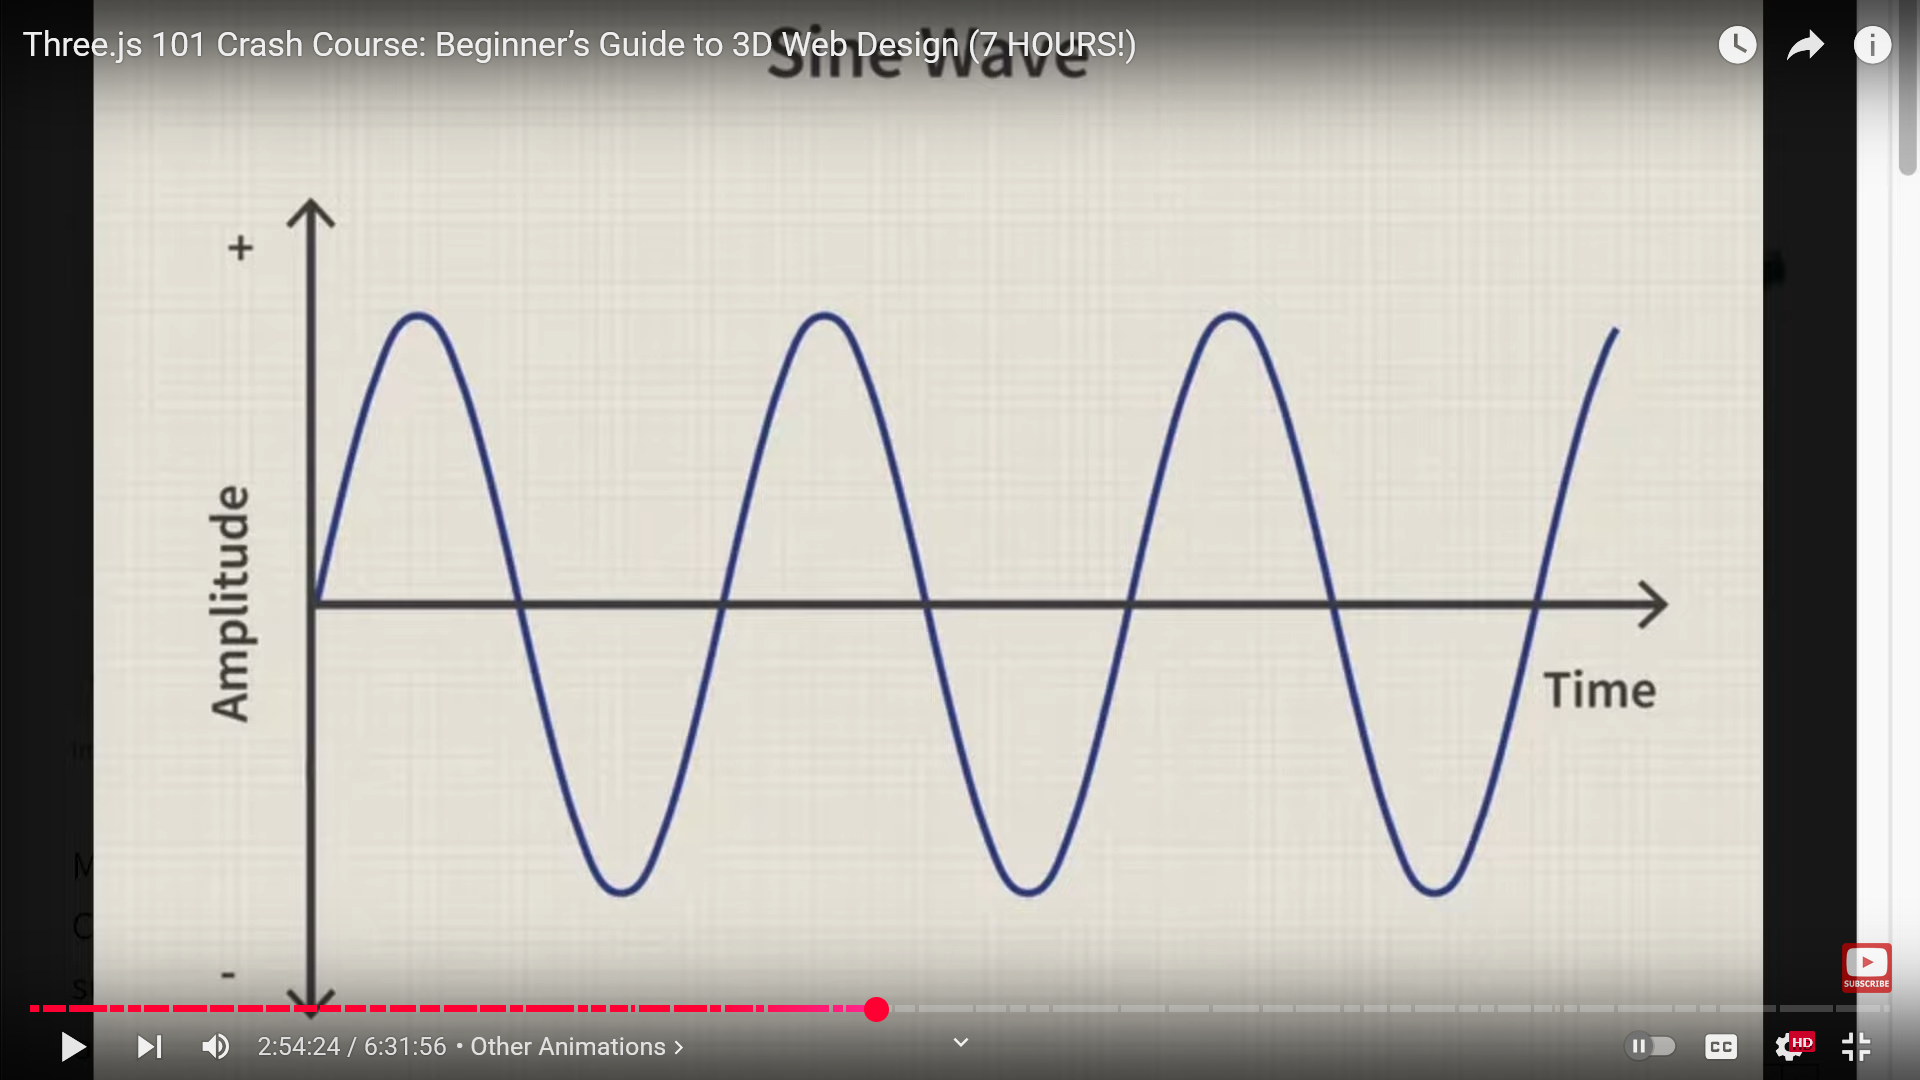 Three.js 101 Crash Course: Beginner’s Guide to 3D Web Design (7 HOURS!)
Sine Wave
+
Amplitude
Time
-
M
C
SUBSCRIBE
2:54:24 / 6:31:56 • Other Animations
CC
HD